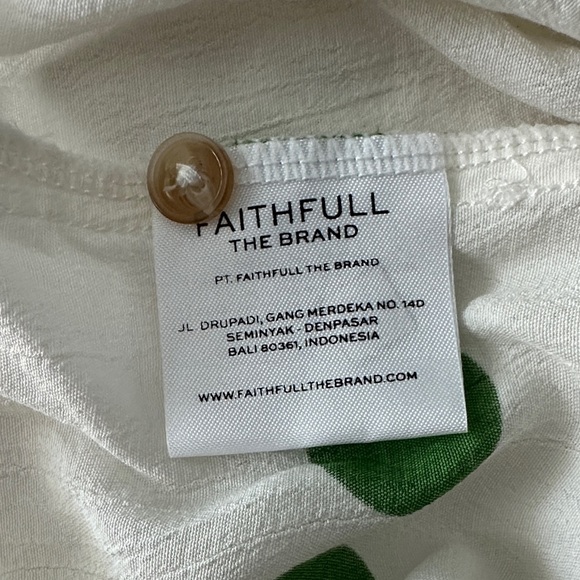 FAITHFULL
THE BRAND
PT. FAITHFULL THE BRAND
JL DRUPADI, GANG MERDEKA NO. 14D
SEMINYAK - DENPASAR
BALI 80361, INDONESIA
WWW.FAITHFULLTHEBRAND.COM